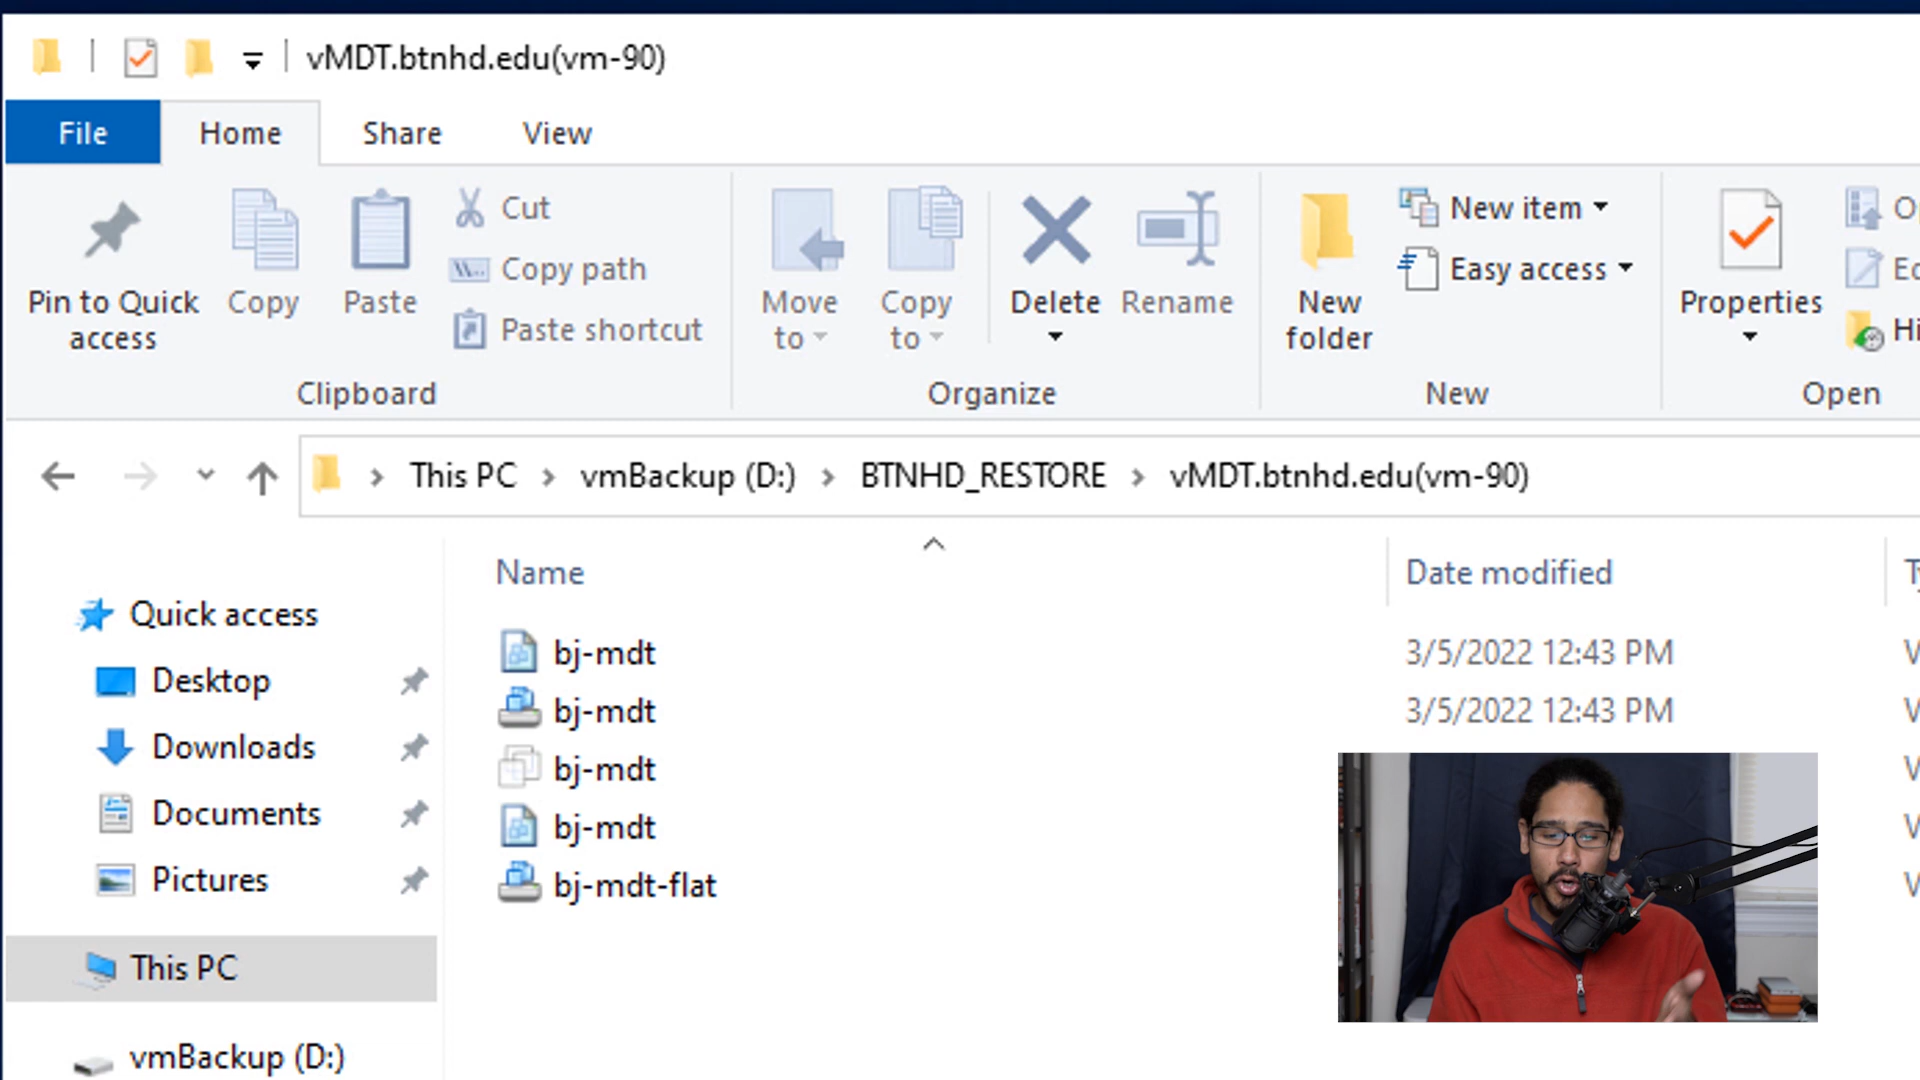 vMDT.btnhd.edu(vm-90)
File Home Share View
Pin to Quick access
Copy
Paste
Cut
Copy path
Paste shortcut
Clipboard
Move to
Copy to
Delete
Rename
Organize
New folder
New item
Easy access
New
Properties
Open
This PC > vmBackup (D:) > BTNHD_RESTORE > vMDT.btnhd.edu(vm-90)
Name Date modified
Quick access
Desktop
Downloads
Documents
Pictures
This PC
vmBackup (D:)
bj-mdt 3/5/2022 12:43 PM
bj-mdt 3/5/2022 12:43 PM
bj-mdt
bj-mdt
bj-mdt-flat